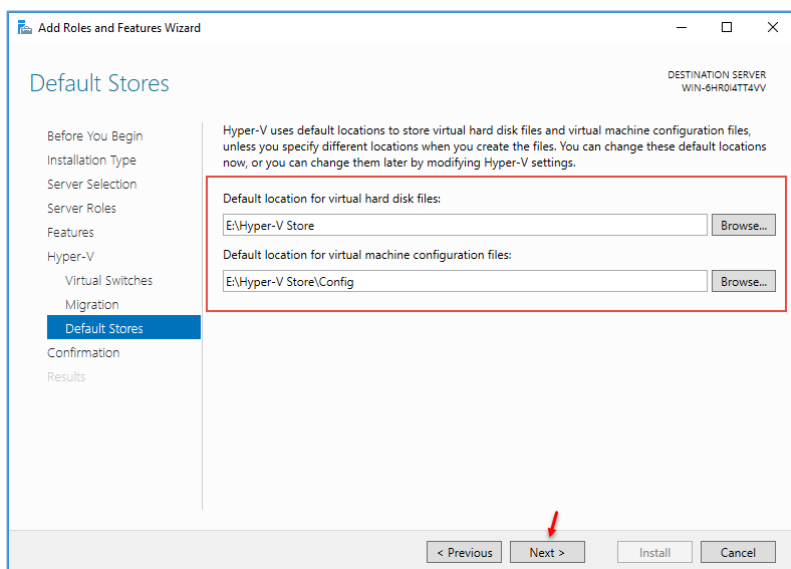 Add Roles and Features Wizard
Default Stores
DESTINATION SERVER
WIN-6HR0I4TT4VV
Before You Begin
Installation Type
Server Selection
Server Roles
Features
Hyper-V
Virtual Switches
Migration
Default Stores
Confirmation
Results
Hyper-V uses default locations to store virtual hard disk files and virtual machine configuration files,
unless you specify different locations when you create the files. You can change these default locations
now, or you can change them later by modifying Hyper-V settings.
Default location for virtual hard disk files:
E:\Hyper-V Store
Browse...
Default location for virtual machine configuration files:
E:\Hyper-V Store\Config
Browse...
< Previous
Next >
Install
Cancel